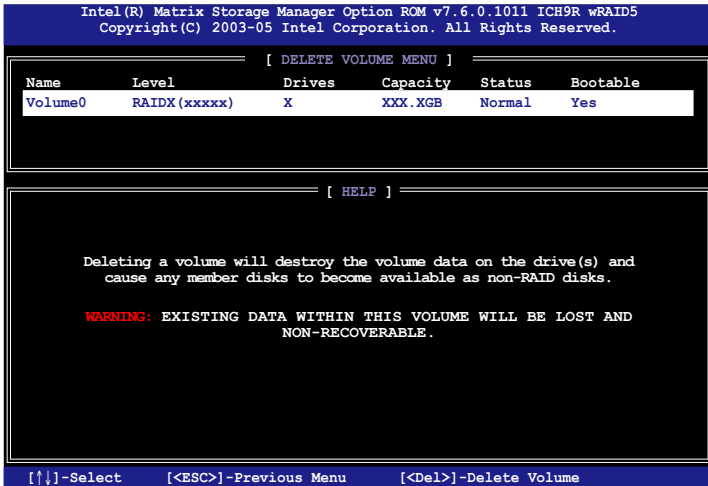 Intel(R) Matrix Storage Manager Option ROM v7.6.0.1011 ICH9R wRAID5
Copyright(C) 2003-05 Intel Corporation. All Rights Reserved.
[ DELETE VOLUME MENU ]
Name Level Drives Capacity Status Bootable
Volume0 RAIDX(xxxxx) X XXX.XGB Normal Yes
[ HELP ]
Deleting a volume will destroy the volume data on the drive(s) and
cause any member disks to become available as non-RAID disks.
WARNING: EXISTING DATA WITHIN THIS VOLUME WILL BE LOST AND
NON-RECOVERABLE.
[↑↓]-Select [<ESC>]-Previous Menu [<Del>]-Delete Volume